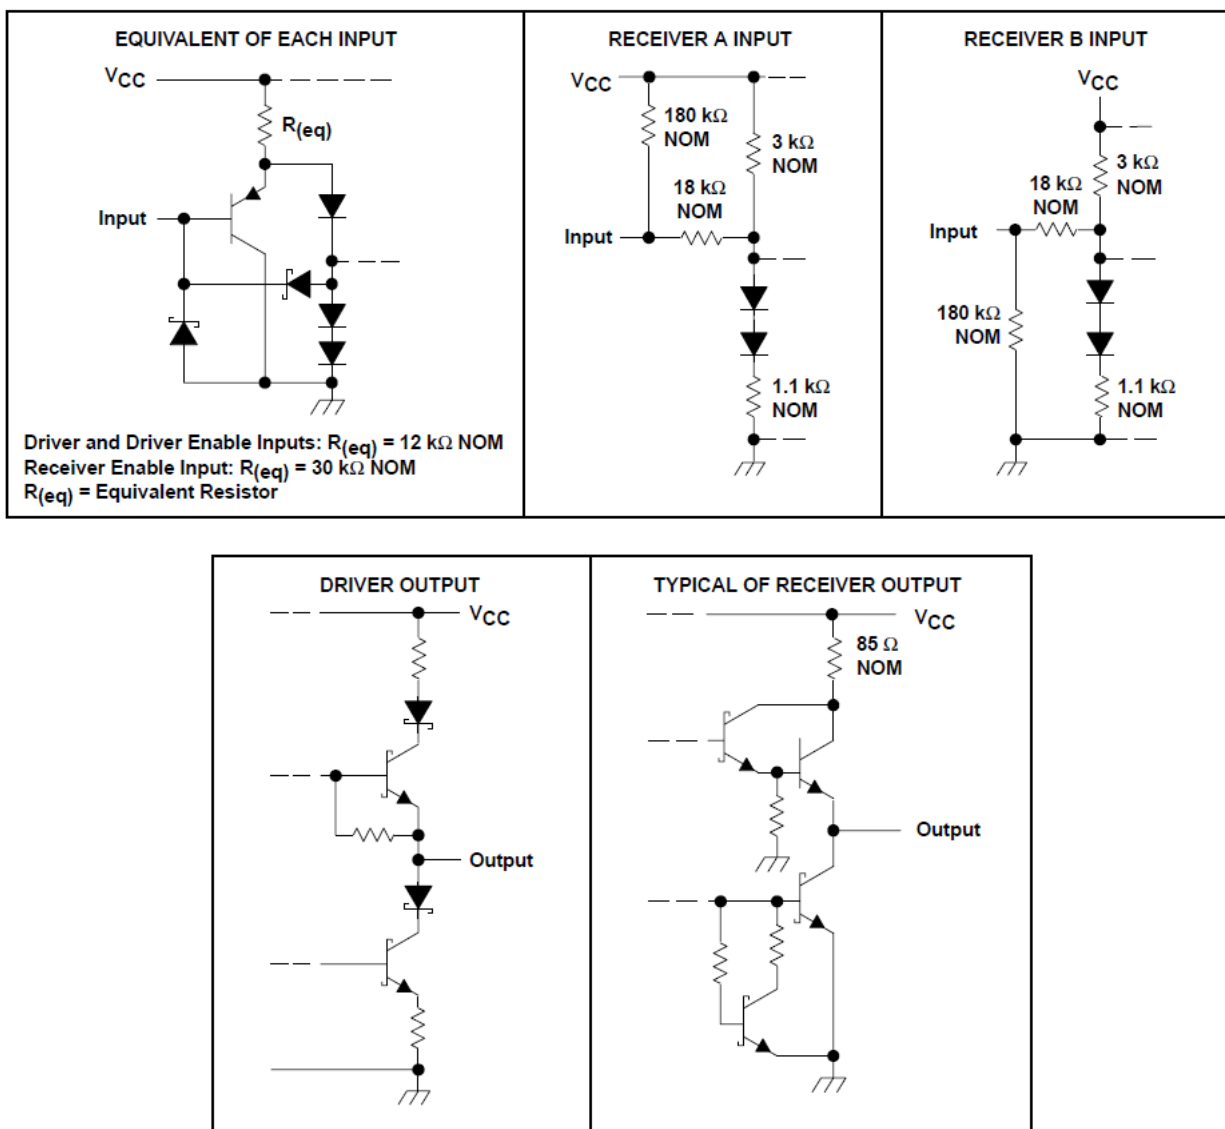 EQUIVALENT OF EACH INPUT
VCC
R(eq)
Input
Driver and Driver Enable Inputs: R(eq) = 12 kΩ NOM
Receiver Enable Input: R(eq) = 30 kΩ NOM
R(eq) = Equivalent Resistor
RECEIVER A INPUT
VCC
180 kΩ
NOM
3 kΩ
NOM
18 kΩ
NOM
Input
1.1 kΩ
NOM
RECEIVER B INPUT
VCC
3 kΩ
NOM
18 kΩ
NOM
Input
180 kΩ
NOM
1.1 kΩ
NOM
DRIVER OUTPUT
VCC
Output
TYPICAL OF RECEIVER OUTPUT
VCC
85 Ω
NOM
Output